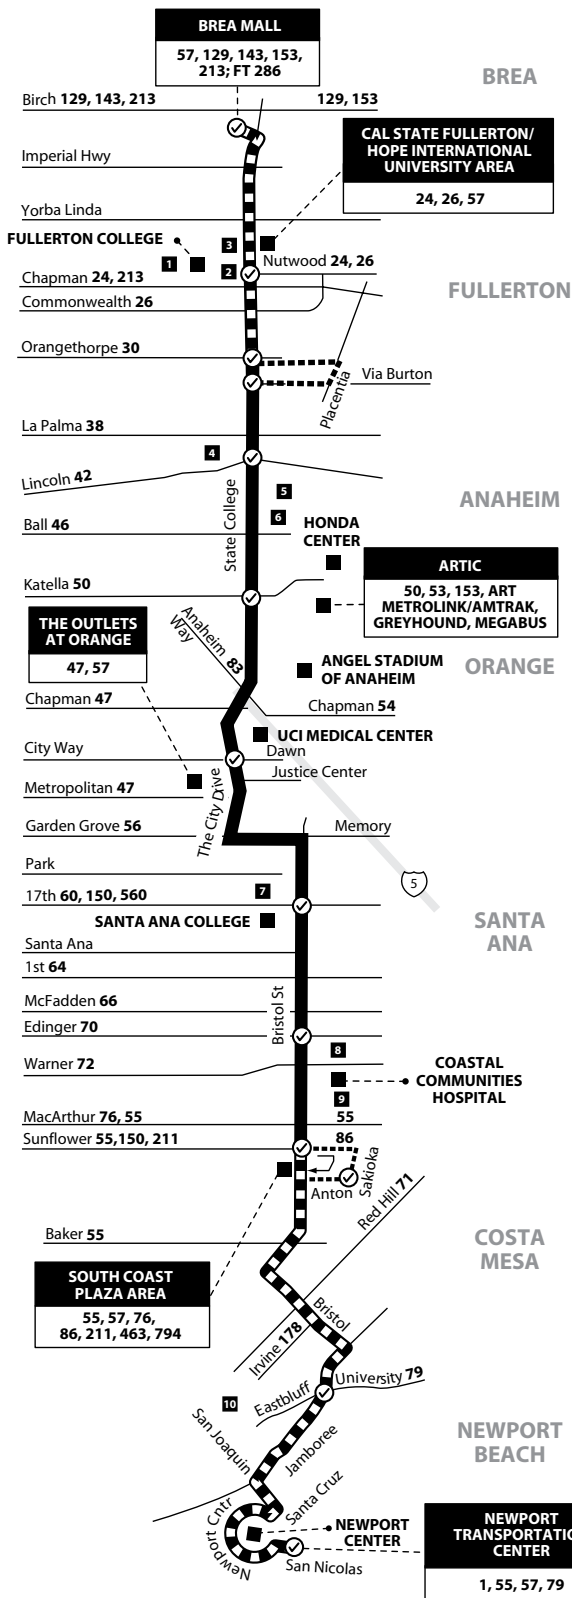 BREA MALL
57, 129, 143, 153,
213; FT 286
BREA
Birch 129, 143, 213
129, 153
CAL STATE FULLERTON/
HOPE INTERNATIONAL
UNIVERSITY AREA
24, 26, 57
Imperial Hwy
Yorba Linda
FULLERTON COLLEGE
3
1
2
Nutwood 24, 26
Chapman 24, 213
FULLERTON
Commonwealth 26
Orangethorpe 30
Placentia
Via Burton
La Palma 38
4
Lincoln 42
5
ANAHEIM
State College
6
Ball 46
HONDA
CENTER
ARTIC
50, 53, 153, ART
METROLINK/AMTRAK,
GREYHOUND, MEGABUS
Katella 50
THE OUTLETS
AT ORANGE
47, 57
Anaheim 83
Way
ANGEL STADIUM
OF ANAHEIM
ORANGE
Chapman 47
Chapman 54
UCI MEDICAL CENTER
City Way
Dawn
Justice Center
Metropolitan 47
The City Drive
Garden Grove 56
Memory
Park
5
17th 60, 150, 560
7
SANTA ANA COLLEGE
SANTA
ANA
Santa Ana
1st 64
McFadden 66
Bristol St
Edinger 70
8
Warner 72
COASTAL
COMMUNITIES
HOSPITAL
9
MacArthur 76, 55
55
Sunflower 55,150, 211
86
Sakioka
Anton
Red Hill 71
Baker 55
COSTA
MESA
SOUTH COAST
PLAZA AREA
55, 57, 76,
86, 211, 463, 794
Bristol
Irvine 178
University 79
Eastbluff
10
San Joaquin
Jamboree
NEWPORT
BEACH
Santa Cruz
Newport Cntr
NEWPORT
CENTER
San Nicolas
NEWPORT
TRANSPORTATIO
CENTER
1, 55, 57, 79